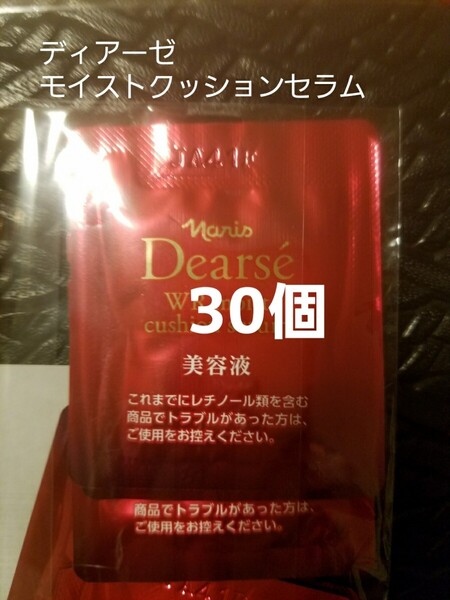 ディアーゼ
モイストクッションセラム
Naris
Dearsé
30個
美容液
これまでにレチノール類を含む
商品でトラブルがあった方は、
ご使用をお控えください。
商品でトラブルがあった方は、
ご使用をお控えください。